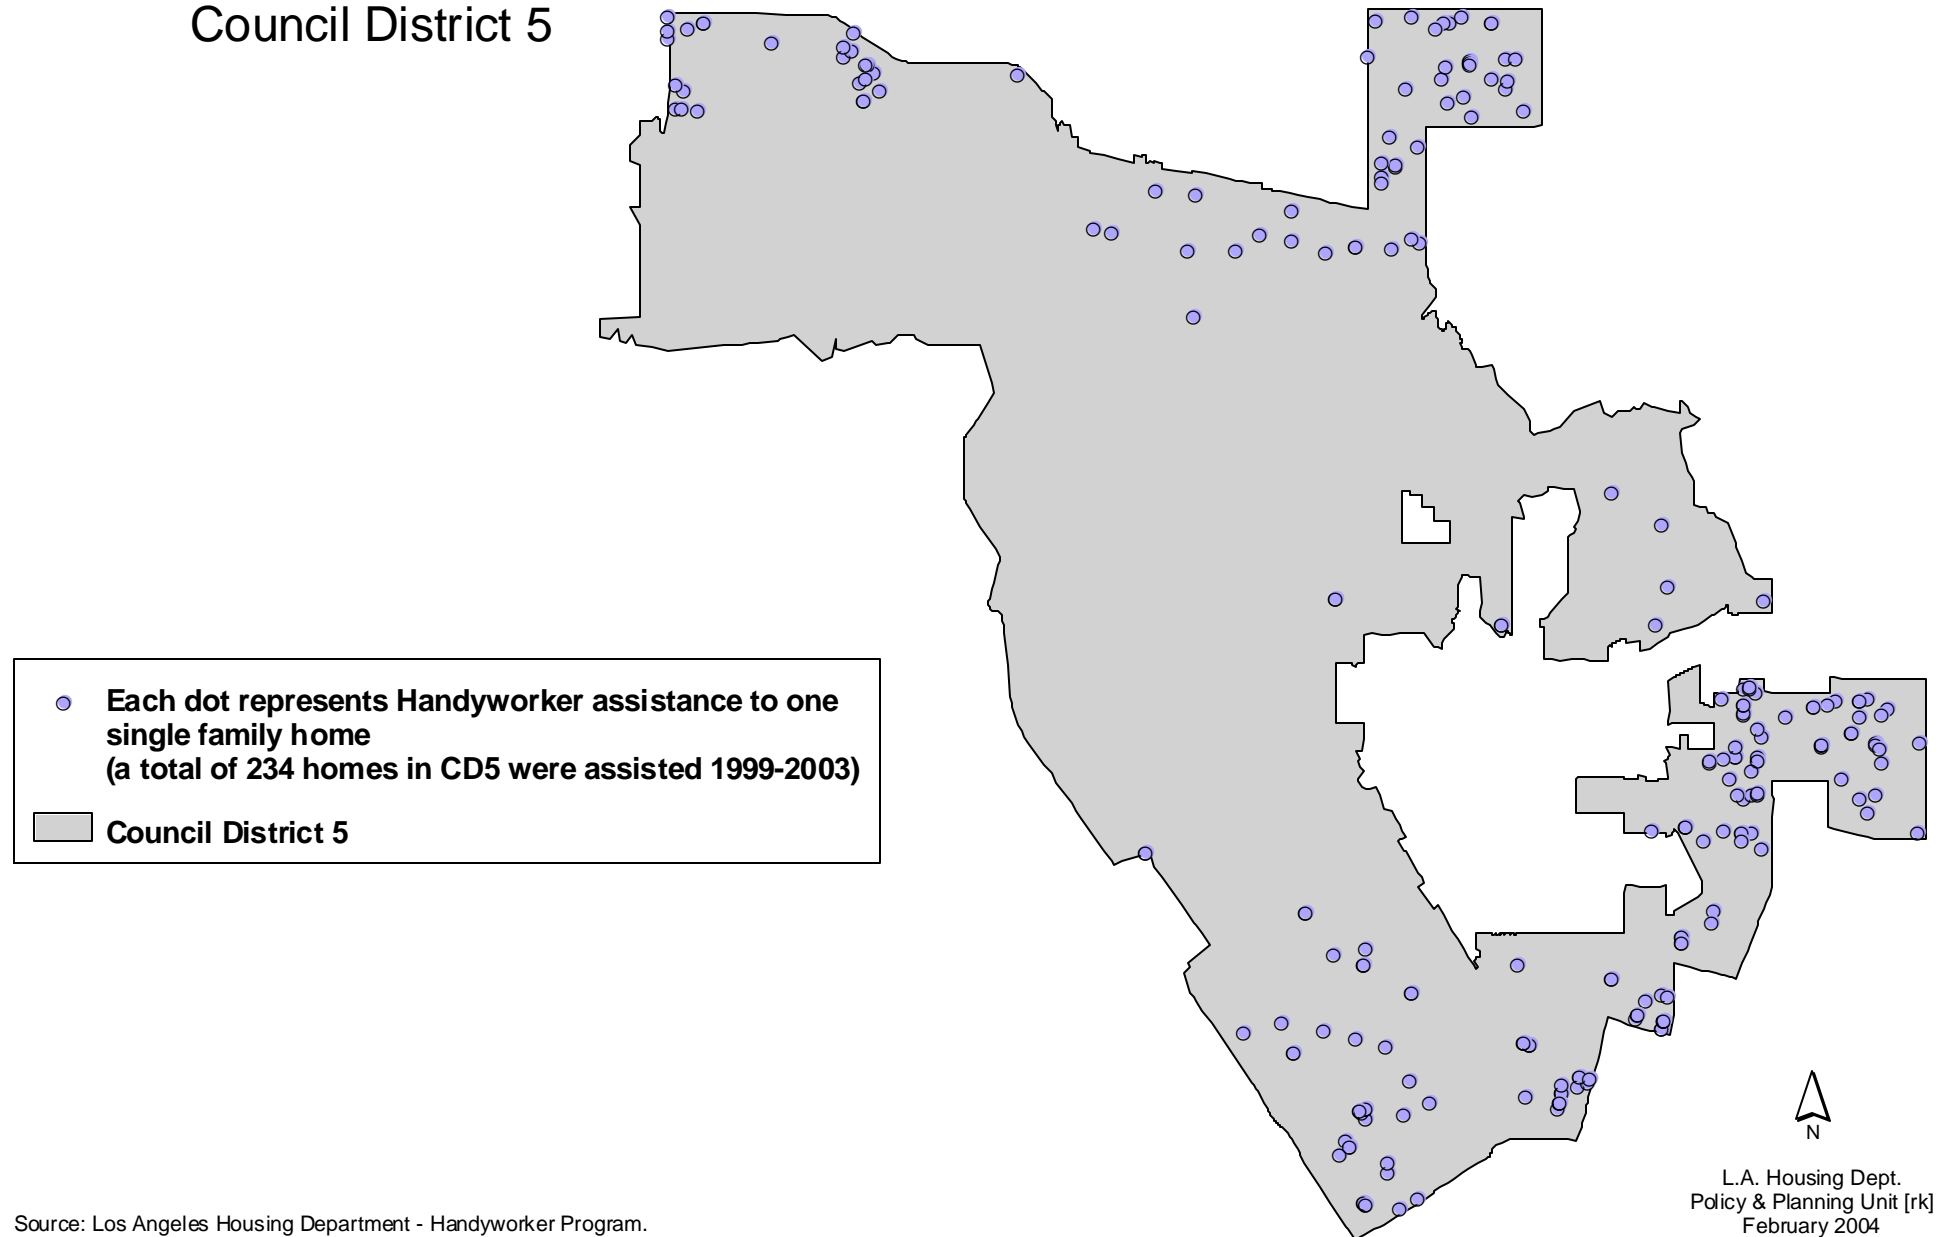 Council District 5
Each dot represents Handyworker assistance to one
single family home
(a total of 234 homes in CD5 were assisted 1999-2003)
Council District 5
N
L.A. Housing Dept.
Policy & Planning Unit [rk]
February 2004
Source: Los Angeles Housing Department - Handyworker Program.